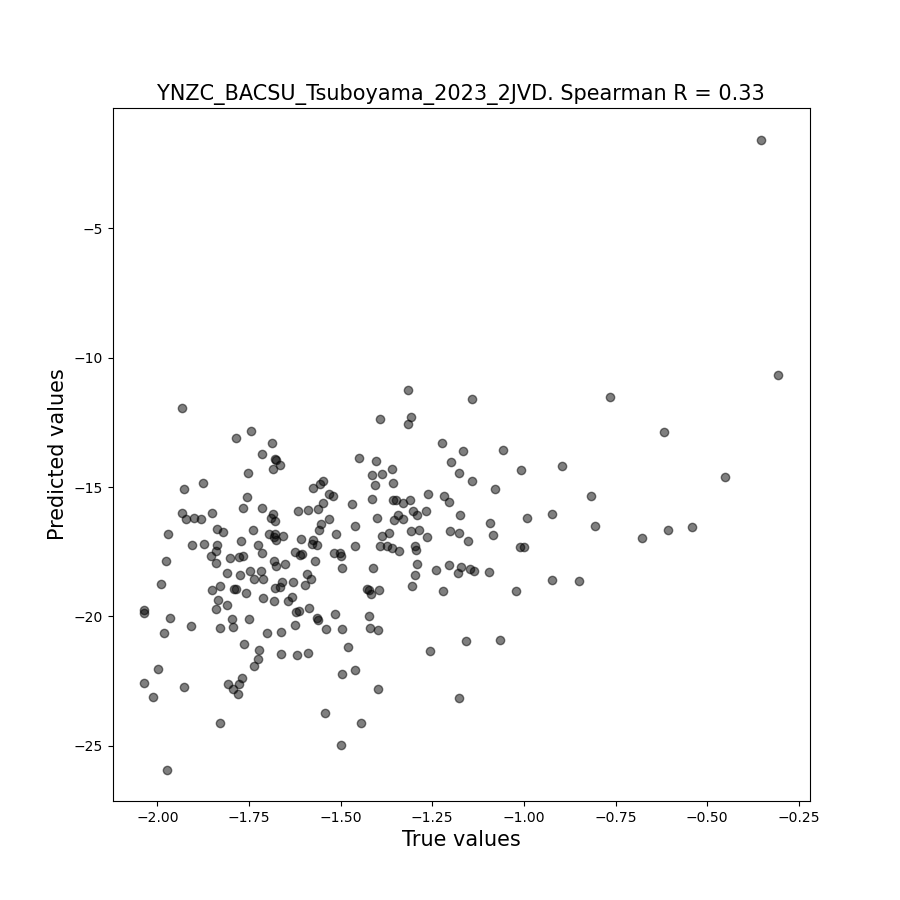 YNZC_BACSU_Tsuboyama_2023_2JVD. Spearman R = 0.33
Predicted values
−5
−10
−15
−20
−25
−2.00 −1.75 −1.50 −1.25 −1.00 −0.75 −0.50 −0.25
True values